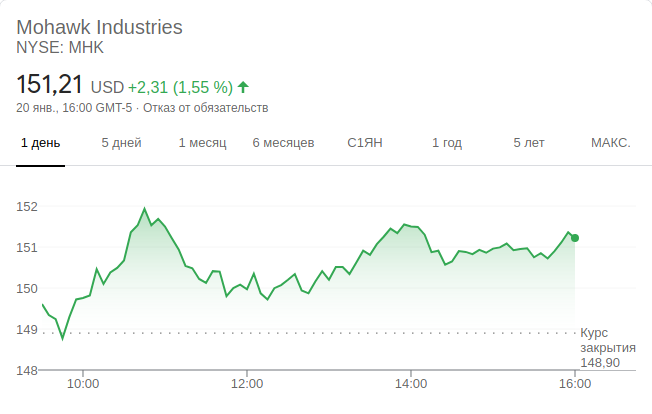 Mohawk Industries
NYSE: MHK
151,21 USD +2,31 (1,55 %)
20 янв., 16:00 GMT-5 · Отказ от обязательств
1 день 5 дней 1 месяц 6 месяцев С1ЯН 1 год 5 лет МАКС.
152
151
150
149
Курс
закрытия
148,90
148
10:00 12:00 14:00 16:00